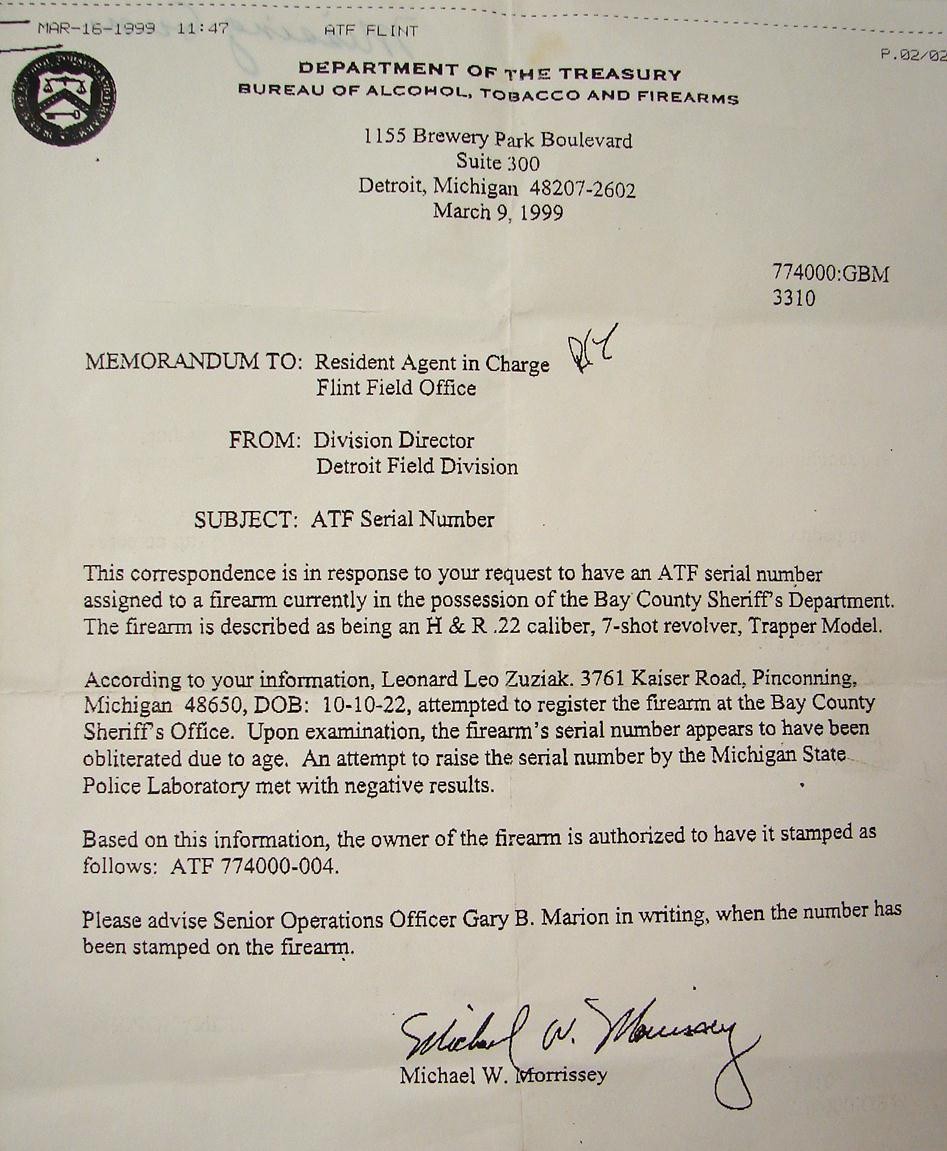 MAR-16-1999 11:47 ATF FLINT
P.02/02
DEPARTMENT OF THE TREASURY
BUREAU OF ALCOHOL, TOBACCO AND FIREARMS
1155 Brewery Park Boulevard
Suite 300
Detroit, Michigan 48207-2602
March 9, 1999
774000:GBM
3310
MEMORANDUM TO: Resident Agent in Charge
Flint Field Office
FROM: Division Director
Detroit Field Division
SUBJECT: ATF Serial Number
This correspondence is in response to your request to have an ATF serial number
assigned to a firearm currently in the possession of the Bay County Sheriff's Department.
The firearm is described as being an H & R .22 caliber, 7-shot revolver, Trapper Model.
According to your information, Leonard Leo Zuziak. 3761 Kaiser Road, Pinconning,
Michigan 48650, DOB: 10-10-22, attempted to register the firearm at the Bay County
Sheriff's Office. Upon examination, the firearm's serial number appears to have been
obliterated due to age. An attempt to raise the serial number by the Michigan State
Police Laboratory met with negative results.
Based on this information, the owner of the firearm is authorized to have it stamped as
follows: ATF 774000-004.
Please advise Senior Operations Officer Gary B. Marion in writing, when the number has
been stamped on the firearm.
Michael W. Morrissey
Michael W. Morrissey